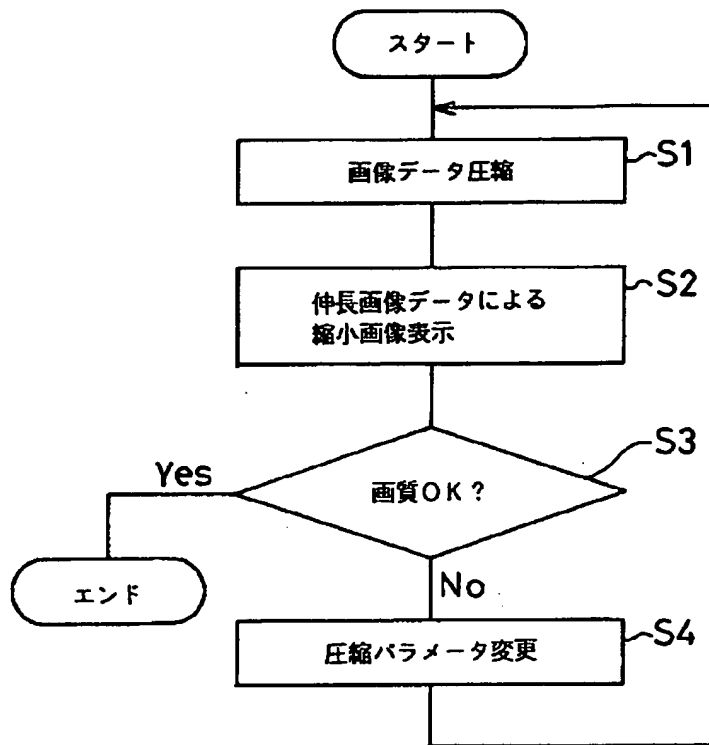 スタート
画像データ圧縮
S1
伸長画像データによる
縮小画像表示
S2
画質OK?
S3
Yes
エンド
No
圧縮パラメータ変更
S4